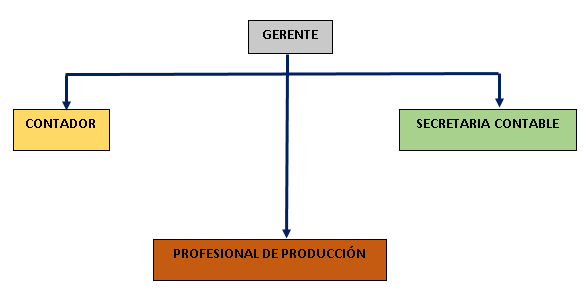 GERENTE
CONTADOR
SECRETARIA CONTABLE
PROFESIONAL DE PRODUCCIÓN